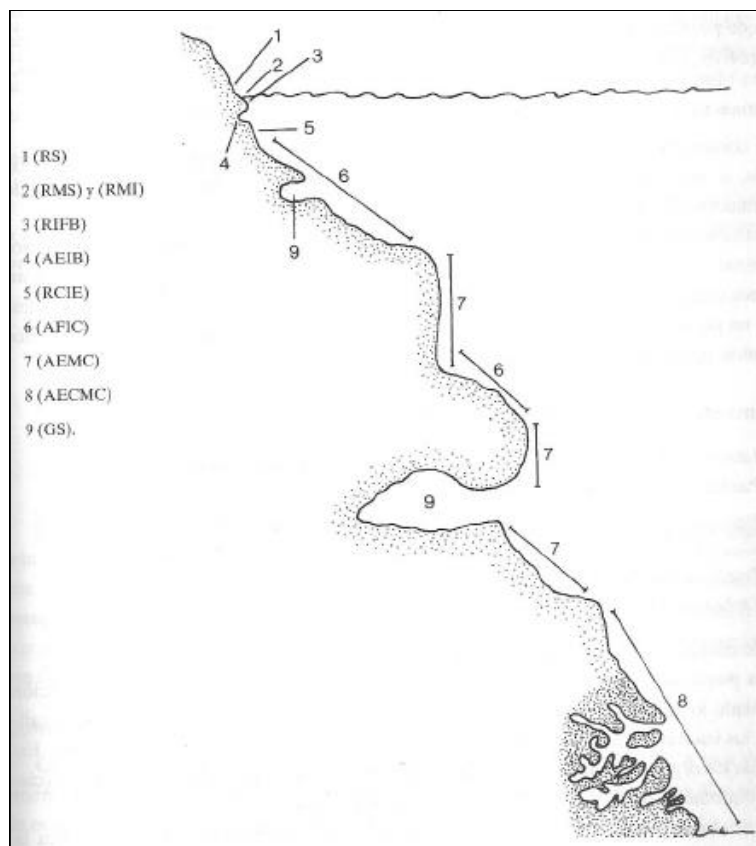 1
2
3
5
4
6
9
7
6
7
9
7
8
1 (RS)
2 (RMS) y (RMI)
3 (RIFB)
4 (AEIB)
5 (RCIE)
6 (AFIC)
7 (AEMC)
8 (AECMC)
9 (GS).